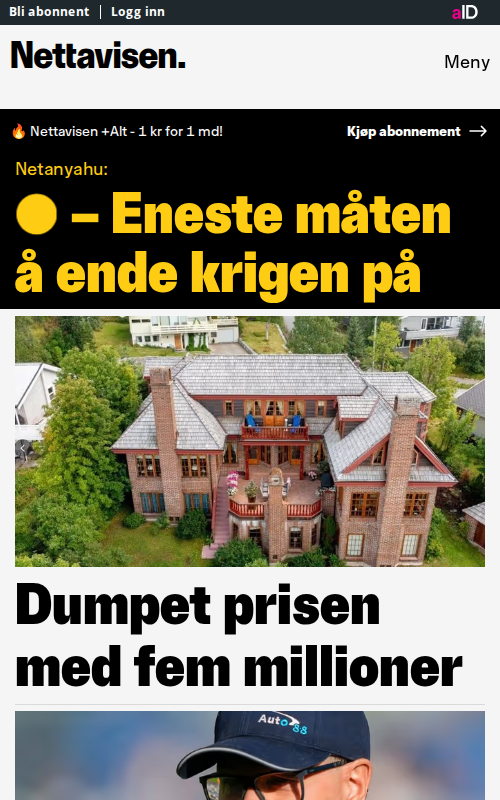 Bli abonnent
Logg inn
aID
Nettavisen.
Meny
🔥 Nettavisen +Alt - 1 kr for 1 md!
Kjøp abonnement →
Netanyahu:
– Eneste måten
å ende krigen på
Dumpet prisen
med fem millioner
Auto 88